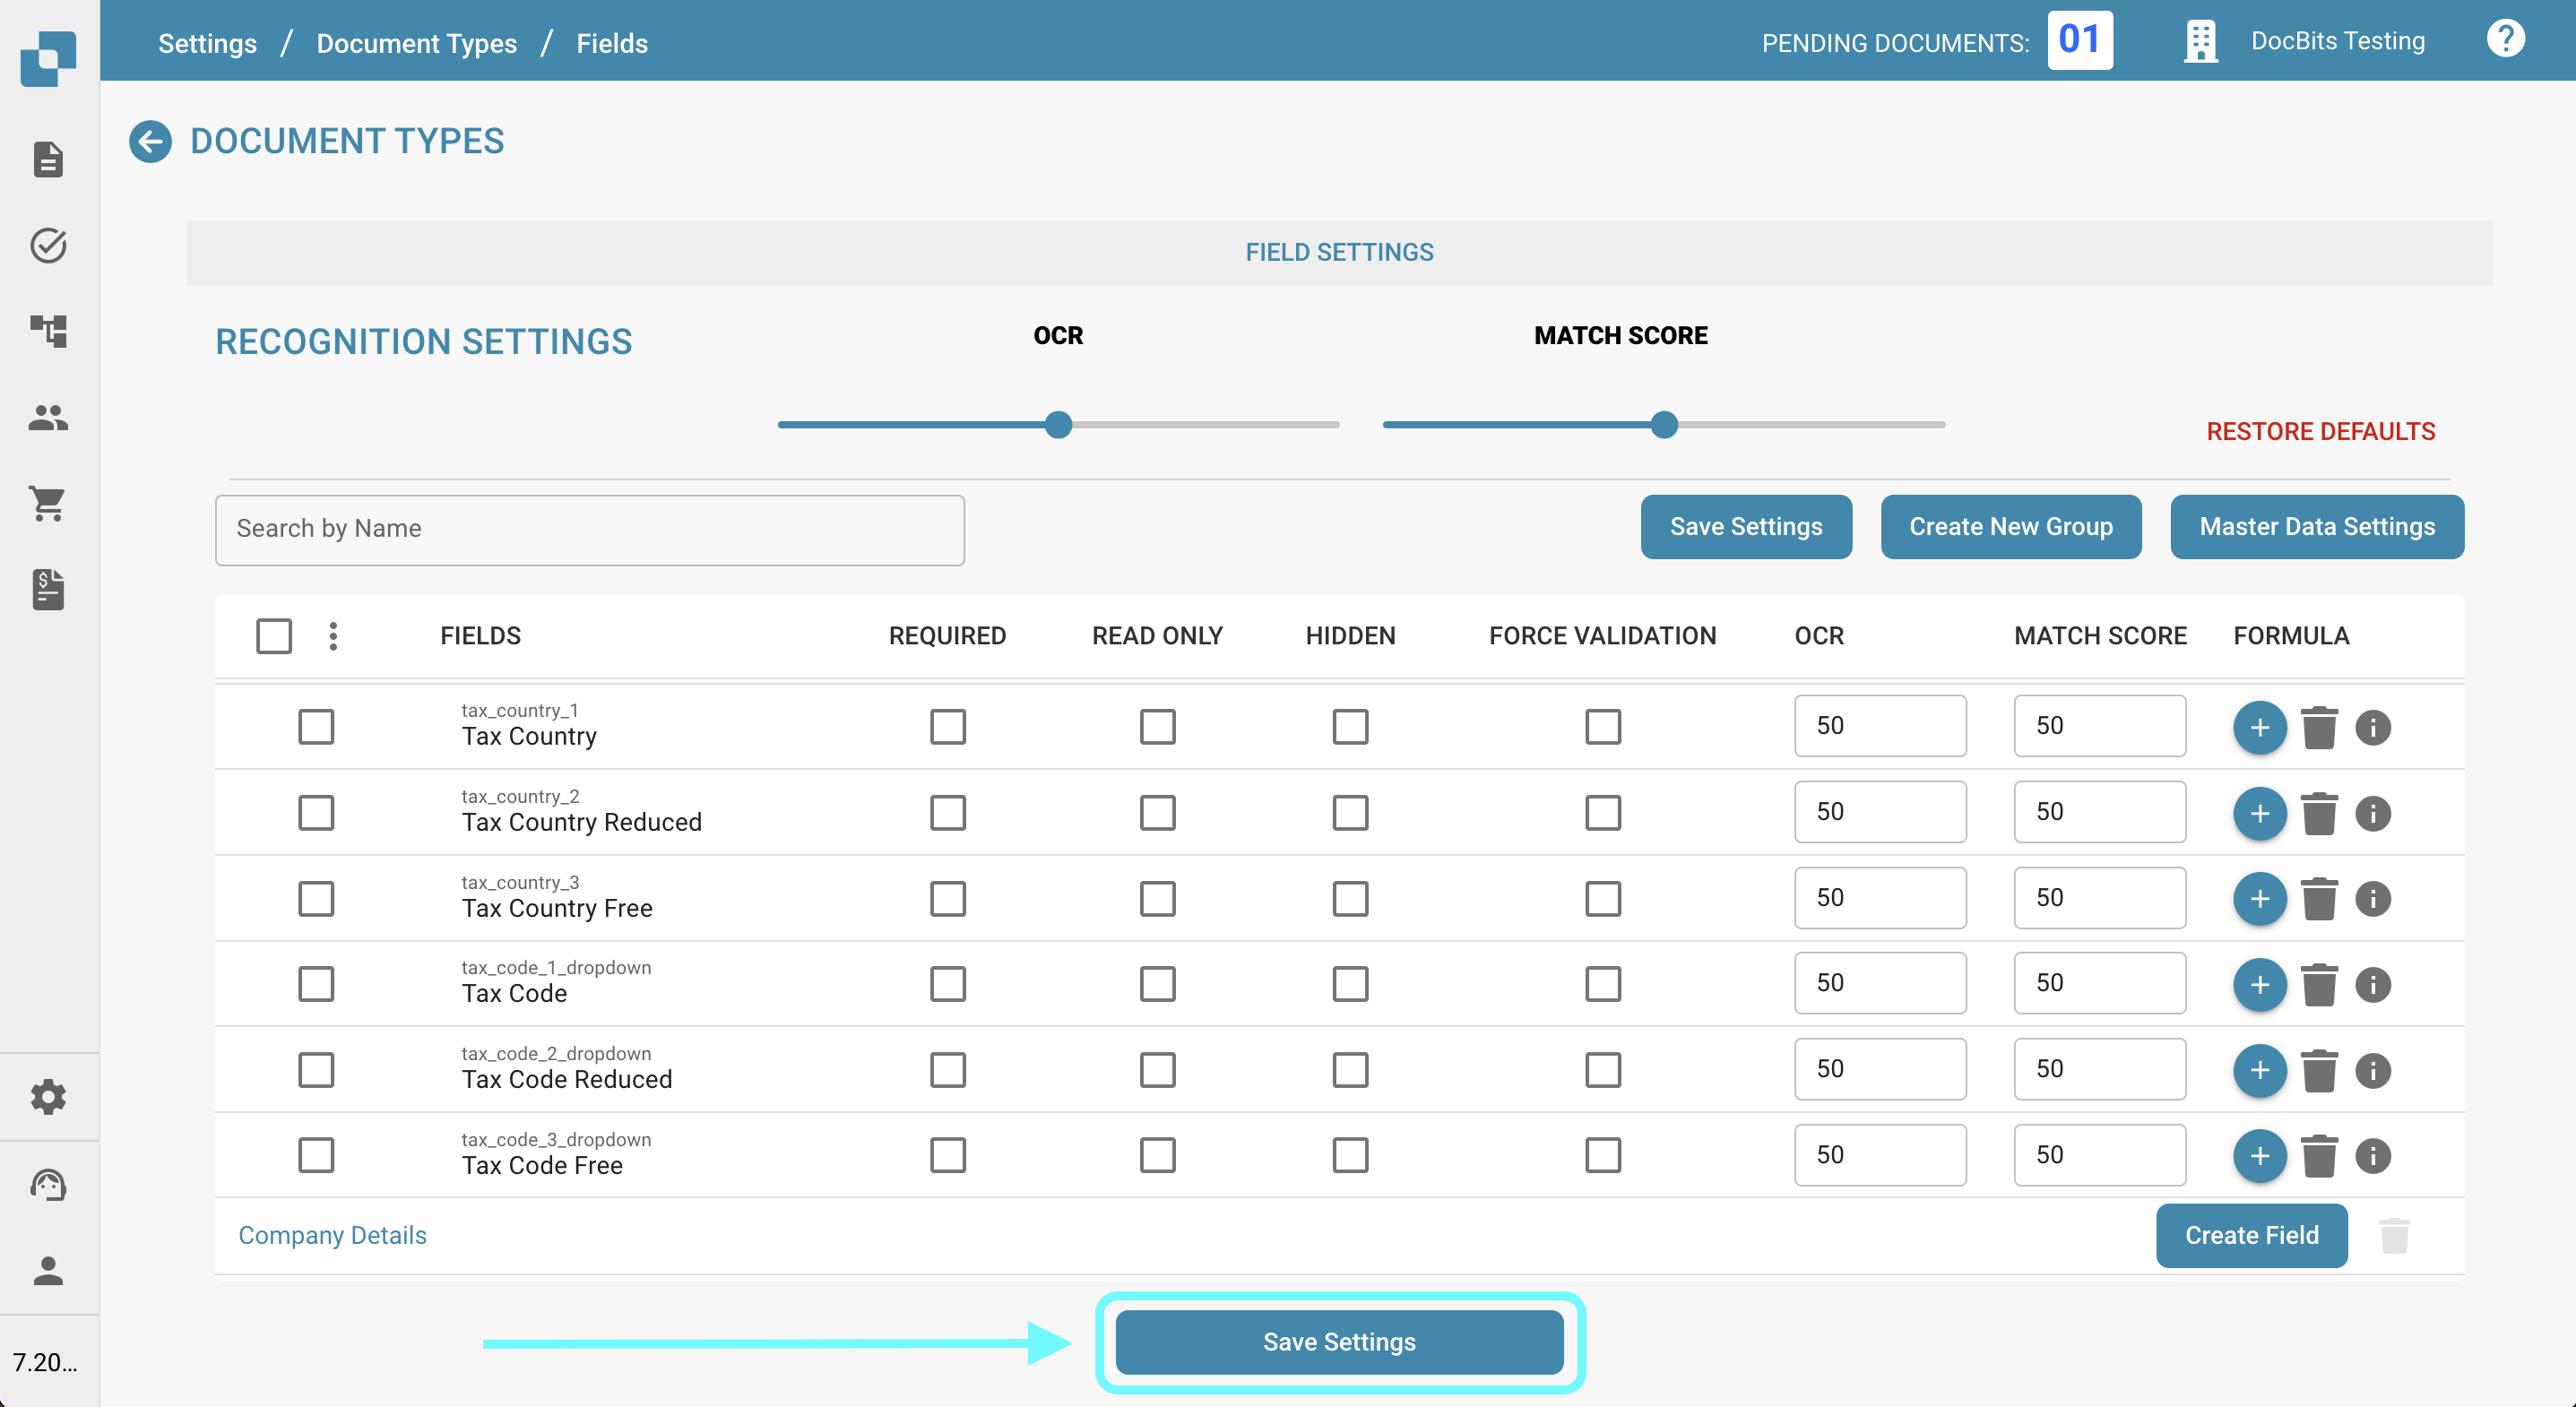 Settings / Document Types / Fields
PENDING DOCUMENTS: 01
DocBits Testing
?
DOCUMENT TYPES
FIELD SETTINGS
RECOGNITION SETTINGS
OCR
MATCH SCORE
RESTORE DEFAULTS
Search by Name
Save Settings
Create New Group
Master Data Settings
FIELDS REQUIRED READ ONLY HIDDEN FORCE VALIDATION OCR MATCH SCORE FORMULA
tax_country_1
Tax Country 50 50
tax_country_2
Tax Country Reduced 50 50
tax_country_3
Tax Country Free 50 50
tax_code_1_dropdown
Tax Code 50 50
tax_code_2_dropdown
Tax Code Reduced 50 50
tax_code_3_dropdown
Tax Code Free 50 50
Company Details
Create Field
Save Settings
7.20...